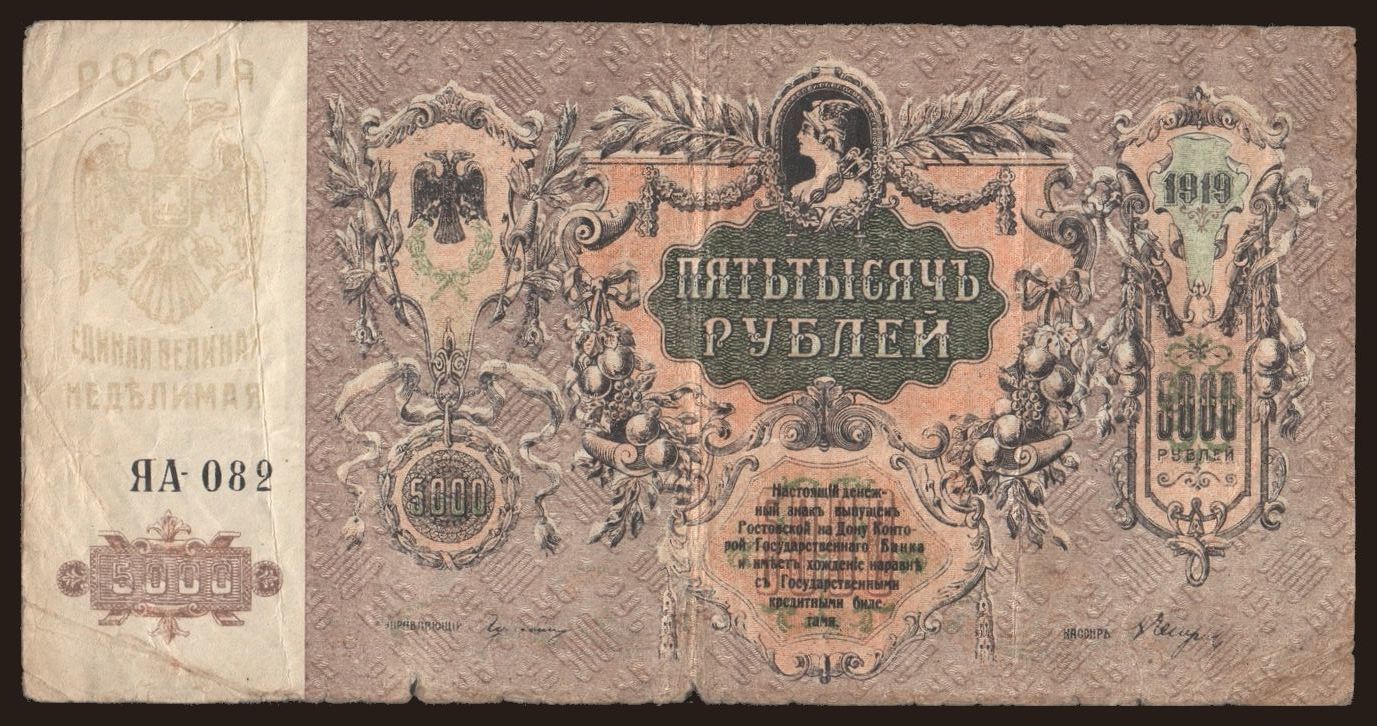 РОССІЯ
ЕДИНАЯ ВЕЛИКАЯ
НЕДѢЛИМАЯ
ЯА-082
5000
5000
ПЯТЬТЫСЯЧЪ
РУБЛЕЙ
Настоящій денеж-
ный знакъ выпущенъ
Ростовской на Дону Конто-
рой Государственнаго Банка
и имѣетъ хожденіе наравнѣ
съ Государственными
кредитными биле-
тами.
УПРАВЛЯЮЩІЙ
КАССИРЪ
1919
5000
РУБЛЕЙ